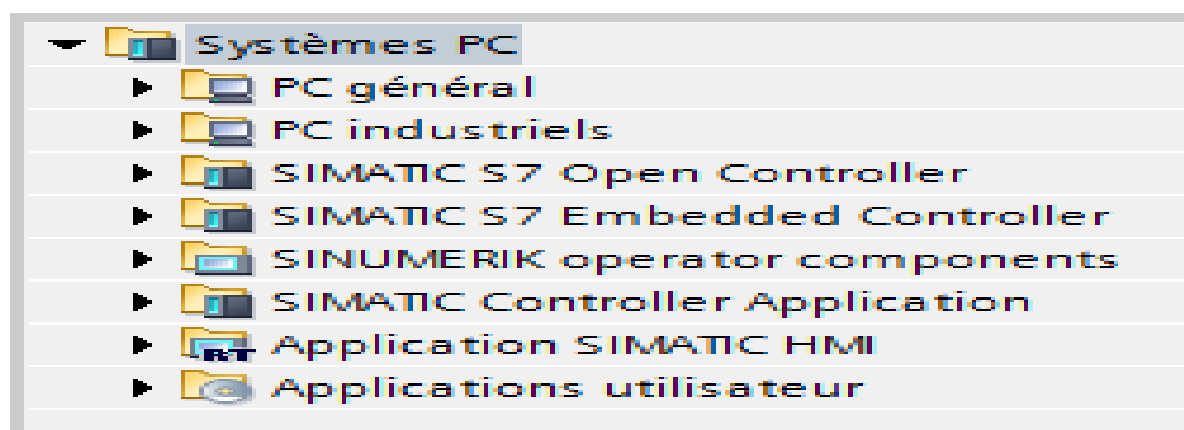 Systèmes PC
PC général
PC industriels
SIMATIC S7 Open Controller
SIMATIC S7 Embedded Controller
SINUMERIK operator components
SIMATIC Controller Application
Application SIMATIC HMI
Applications utilisateur